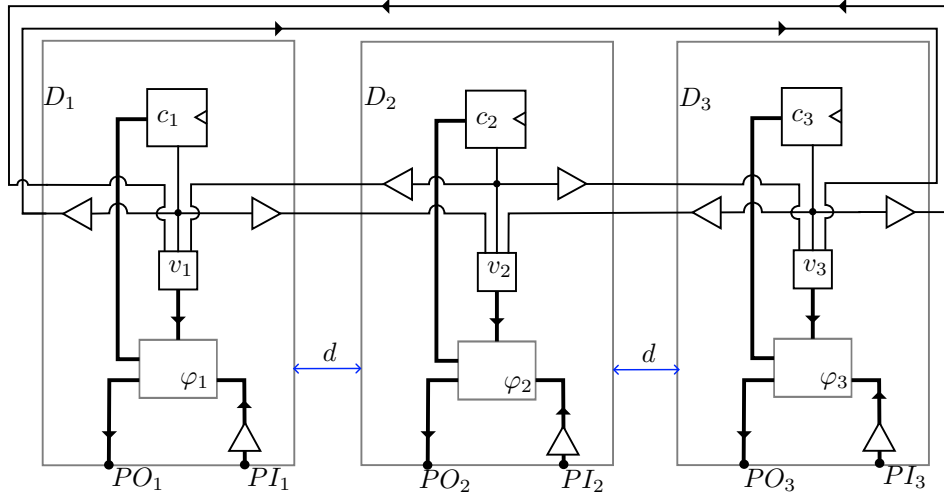 D₁
D₂
D₃
c₁
c₂
c₃
v₁
v₂
v₃
d
d
φ₁
φ₂
φ₃
PO₁
PI₁
PO₂
PI₂
PO₃
PI₃